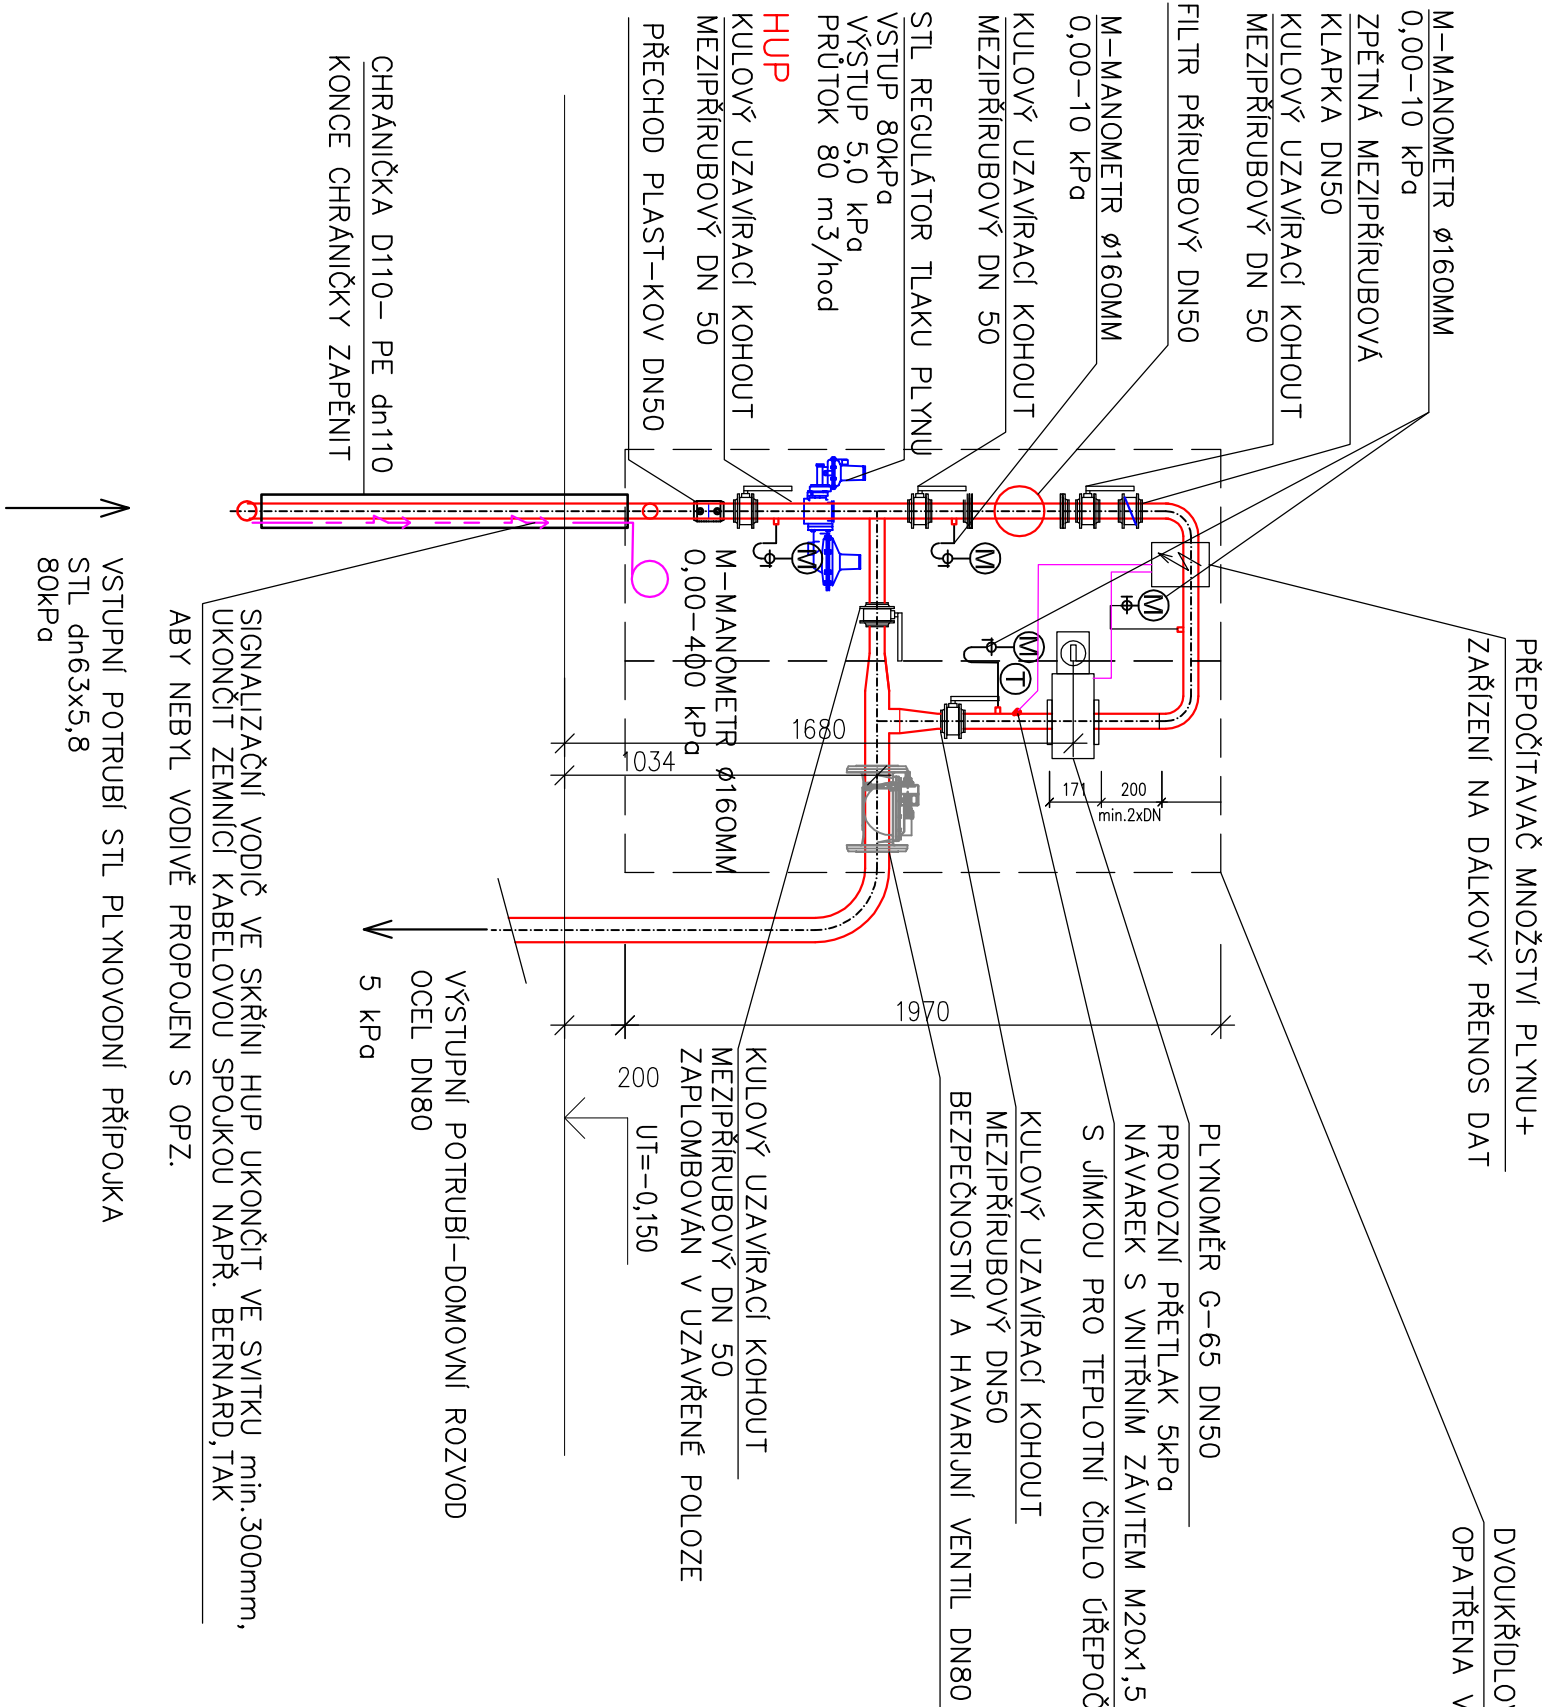 M-MANOMETR ø160MM
0,00-10 kPa
ZPĚTNÁ MEZIPŘÍRUBOVÁ
KLAPKA DN50
KULOVÝ UZAVÍRACÍ KOHOUT
MEZIPŘÍRUBOVÝ DN 50
FILTR PŘÍRUBOVÝ DN50
M-MANOMETR ø160MM
0,00-10 kPa
KULOVÝ UZAVÍRACÍ KOHOUT
MEZIPŘÍRUBOVÝ DN 50
STL REGULÁTOR TLAKU PLYNU
VSTUP 80kPa
VÝSTUP 5,0 kPa
PRŮTOK 80 m3/hod
HUP
KULOVÝ UZAVÍRACÍ KOHOUT
MEZIPŘÍRUBOVÝ DN 50
PŘECHOD PLAST-KOV DN50
CHRÁNIČKA D110- PE dn110
KONCE CHRÁNIČKY ZAPĚNIT
M
M
M
M
T
M-MANOMETR ø160MM
0,00-400 kPa
1680
1034
171
200
min.2xDN
1970
200
UT=-0,150
PŘEPOČÍTAVAČ MNOŽSTVÍ PLYNU+
ZAŘÍZENÍ NA DÁLKOVÝ PŘENOS DAT
DVOUKŘÍDLOV
OPATŘENA V
PLYNOMĚR G-65 DN50
PROVOZNÍ PŘETLAK 5kPa
NÁVAREK S VNITŘNÍM ZÁVITEM M20x1,5
S JÍMKOU PRO TEPLOTNÍ ČIDLO ÚŘEPOČ
KULOVÝ UZAVÍRACÍ KOHOUT
MEZIPŘÍRUBOVÝ DN50
BEZPEČNOSTNÍ A HAVARIJNÍ VENTIL DN80
KULOVÝ UZAVÍRACÍ KOHOUT
MEZIPŘÍRUBOVÝ DN 50
ZAPLOMBOVÁN V UZAVŘENÉ POLOZE
VÝSTUPNÍ POTRUBÍ-DOMOVNÍ ROZVOD
OCEL DN80
5 kPa
SIGNALIZAČNÍ VODIČ VE SKŘÍNI HUP UKONČIT VE SVITKU min.300mm,
UKONČIT ZEMNÍCÍ KABELOVOU SPOJKOU NAPŘ. BERNARD,TAK
ABY NEBYL VODIVĚ PROPOJEN S OPZ.
VSTUPNÍ POTRUBÍ STL PLYNOVODNÍ PŘÍPOJKA
STL dn63x5,8
80kPa